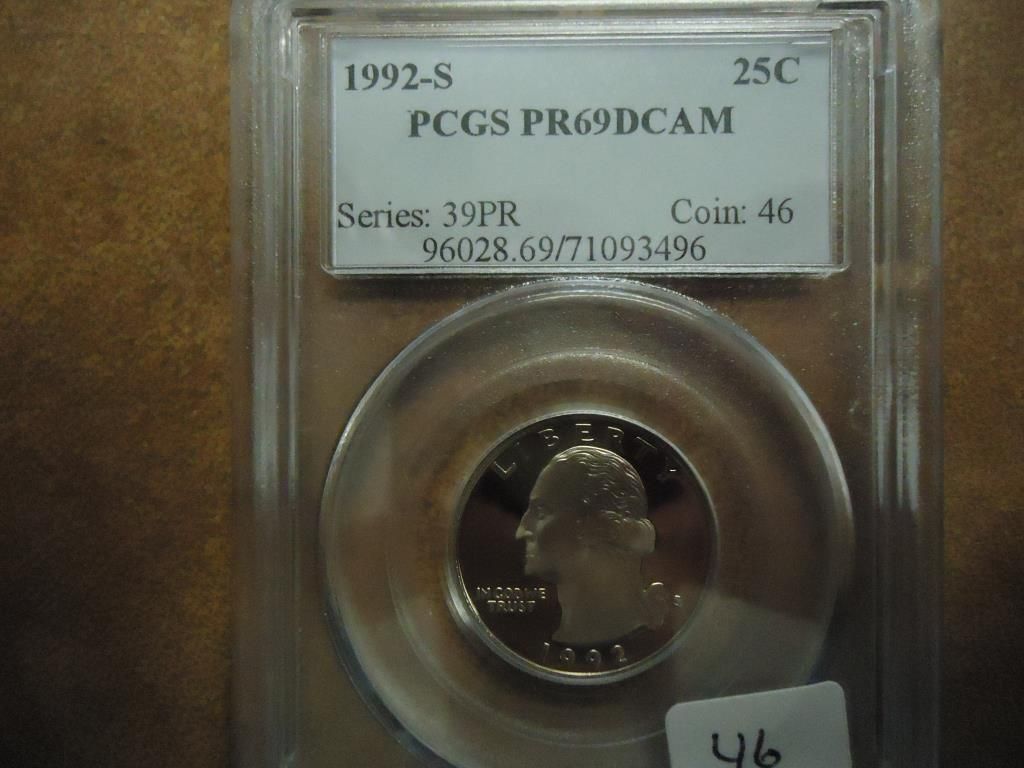 1992-S 25C
PCGS PR69DCAM
Series: 39PR Coin: 46
96028.69/71093496
LIBERTY
IN GOD WE
TRUST
S
1992
46